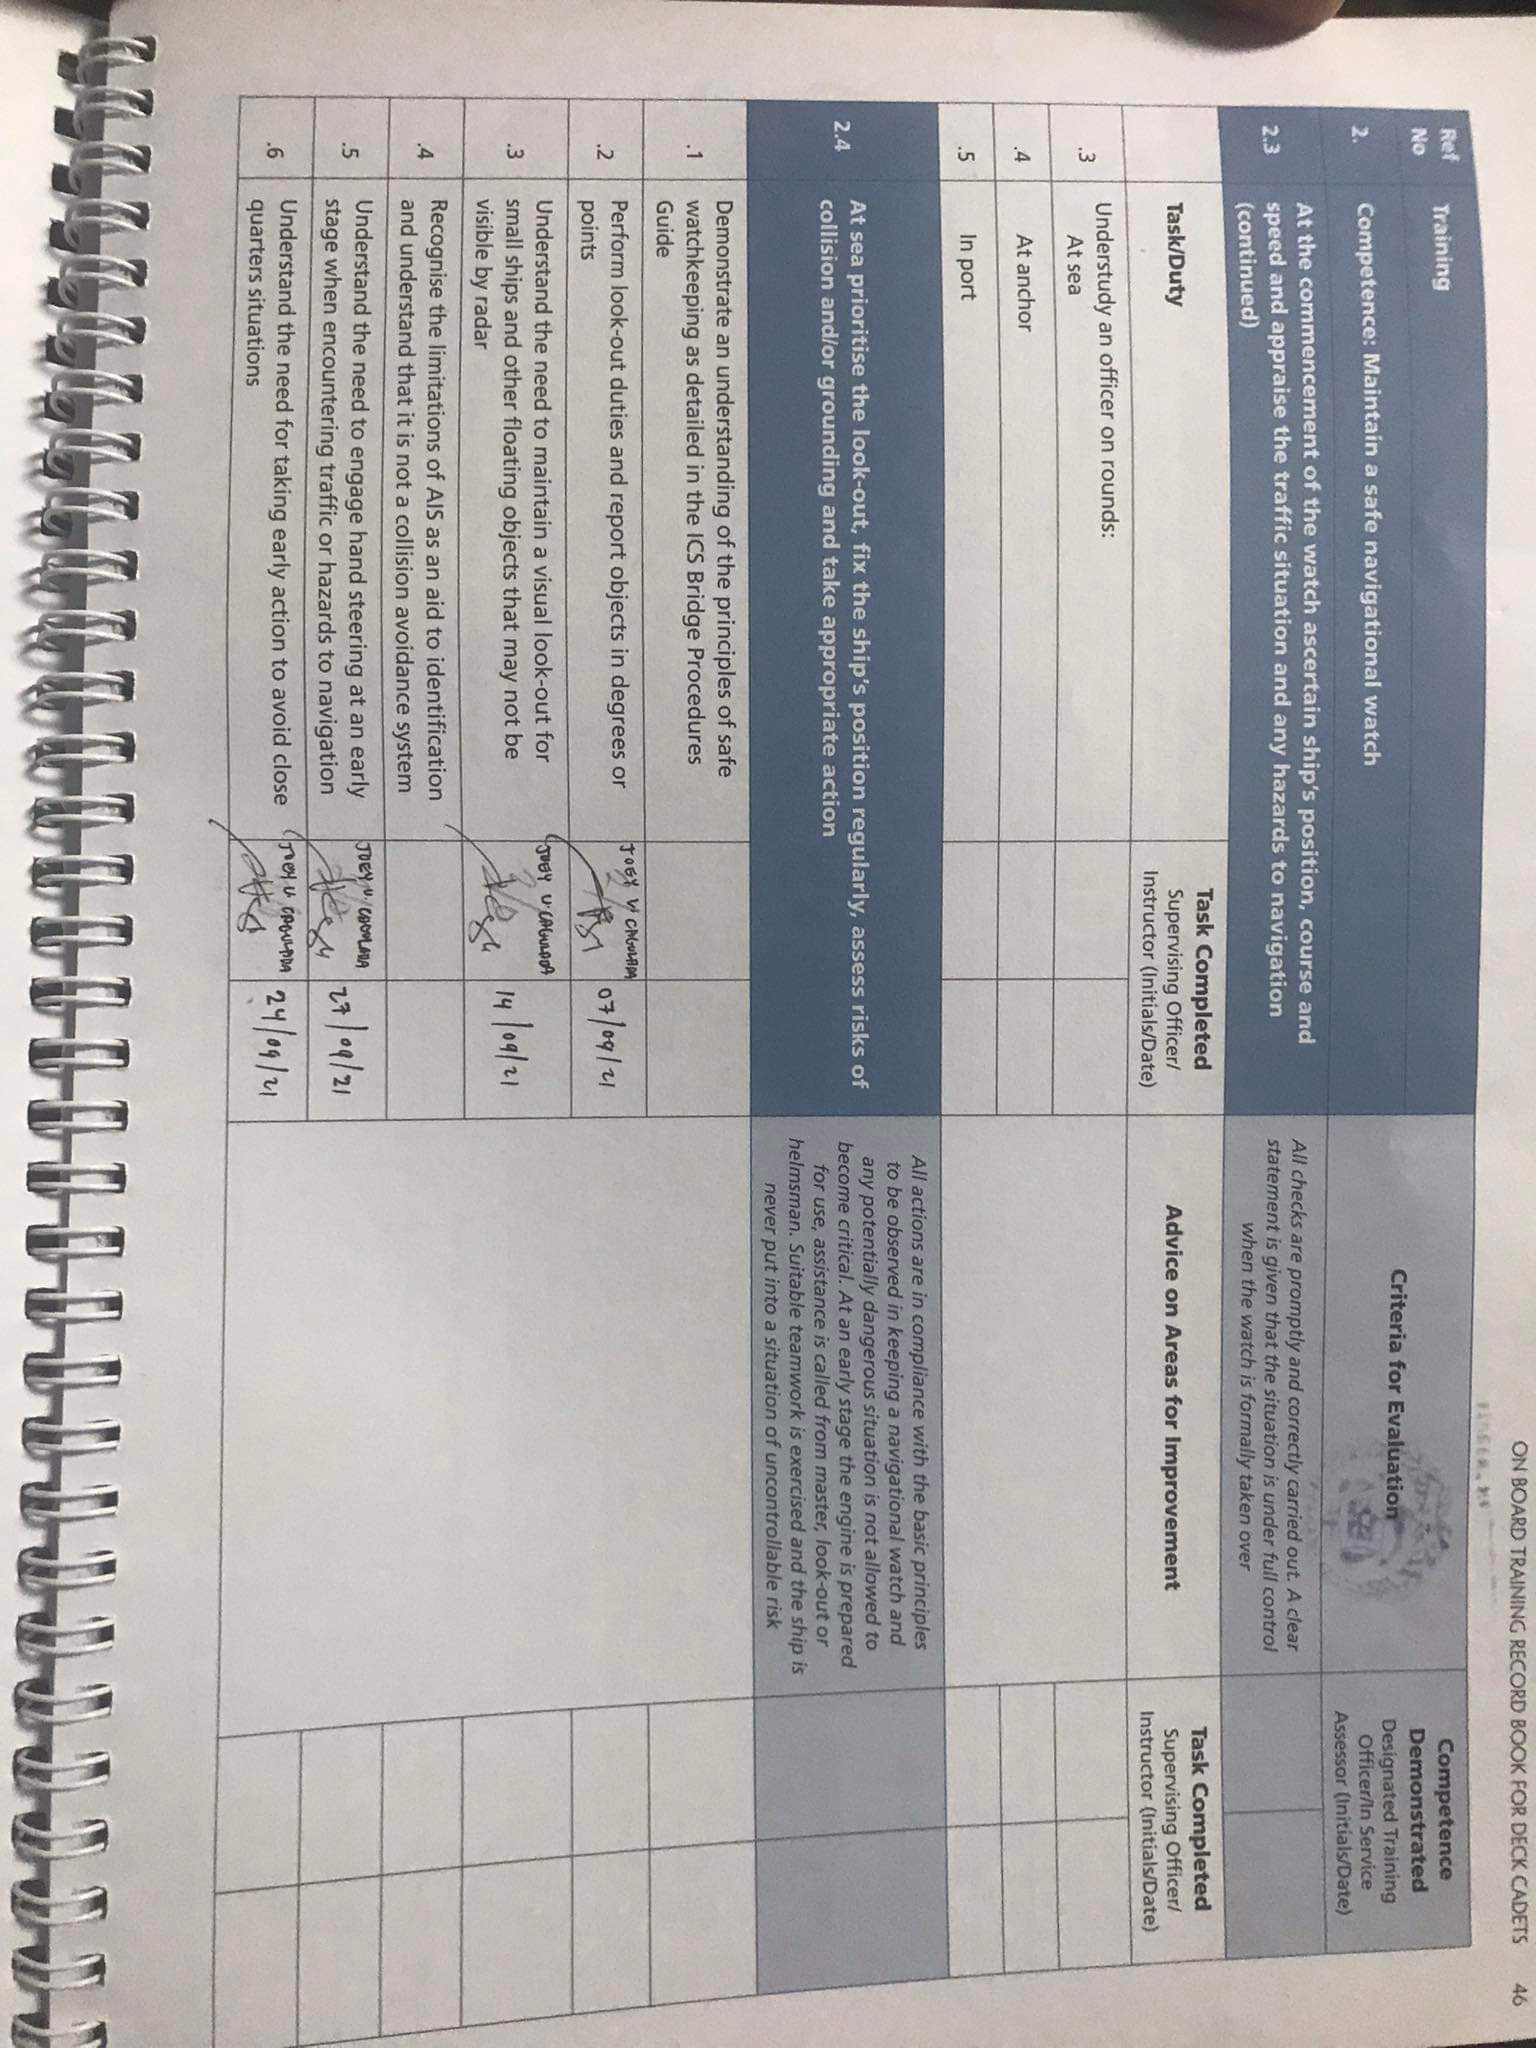 ON BOARD TRAINING RECORD BOOK FOR DECK CADETS 46
Ref
No
Training
Criteria for Evaluation
Competence
Demonstrated
Designated Training
Officer/In Service
Assessor (Initials/Date)
2. Competence: Maintain a safe navigational watch
2.3 At the commencement of the watch ascertain ship's position, course and
speed and appraise the traffic situation and any hazards to navigation
(continued)
All checks are promptly and correctly carried out. A clear
statement is given that the situation is under full control
when the watch is formally taken over
Task/Duty
Task Completed
Supervising Officer/
Instructor (Initials/Date)
Advice on Areas for Improvement
Task Completed
Supervising Officer/
Instructor (Initials/Date)
Understudy an officer on rounds:
.3 At sea
.4 At anchor
.5 In port
2.4 At sea prioritise the look-out, fix the ship's position regularly, assess risks of
collision and/or grounding and take appropriate action
All actions are in compliance with the basic principles
to be observed in keeping a navigational watch and
any potentially dangerous situation is not allowed to
become critical. At an early stage the engine is prepared
for use, assistance is called from master, look-out or
helmsman. Suitable teamwork is exercised and the ship is
never put into a situation of uncontrollable risk
.1 Demonstrate an understanding of the principles of safe
watchkeeping as detailed in the ICS Bridge Procedures
Guide
.2 Perform look-out duties and report objects in degrees or
points
JOEY V CAGULADA
07/09/21
.3 Understand the need to maintain a visual look-out for
small ships and other floating objects that may not be
visible by radar
JOEY V. CAGULADA
14/09/21
.4 Recognise the limitations of AIS as an aid to identification
and understand that it is not a collision avoidance system
.5 Understand the need to engage hand steering at an early
stage when encountering traffic or hazards to navigation
JOEY V. CAGULADA
27/09/21
.6 Understand the need for taking early action to avoid close
quarters situations
JOEY V CAGULADA
24/09/21